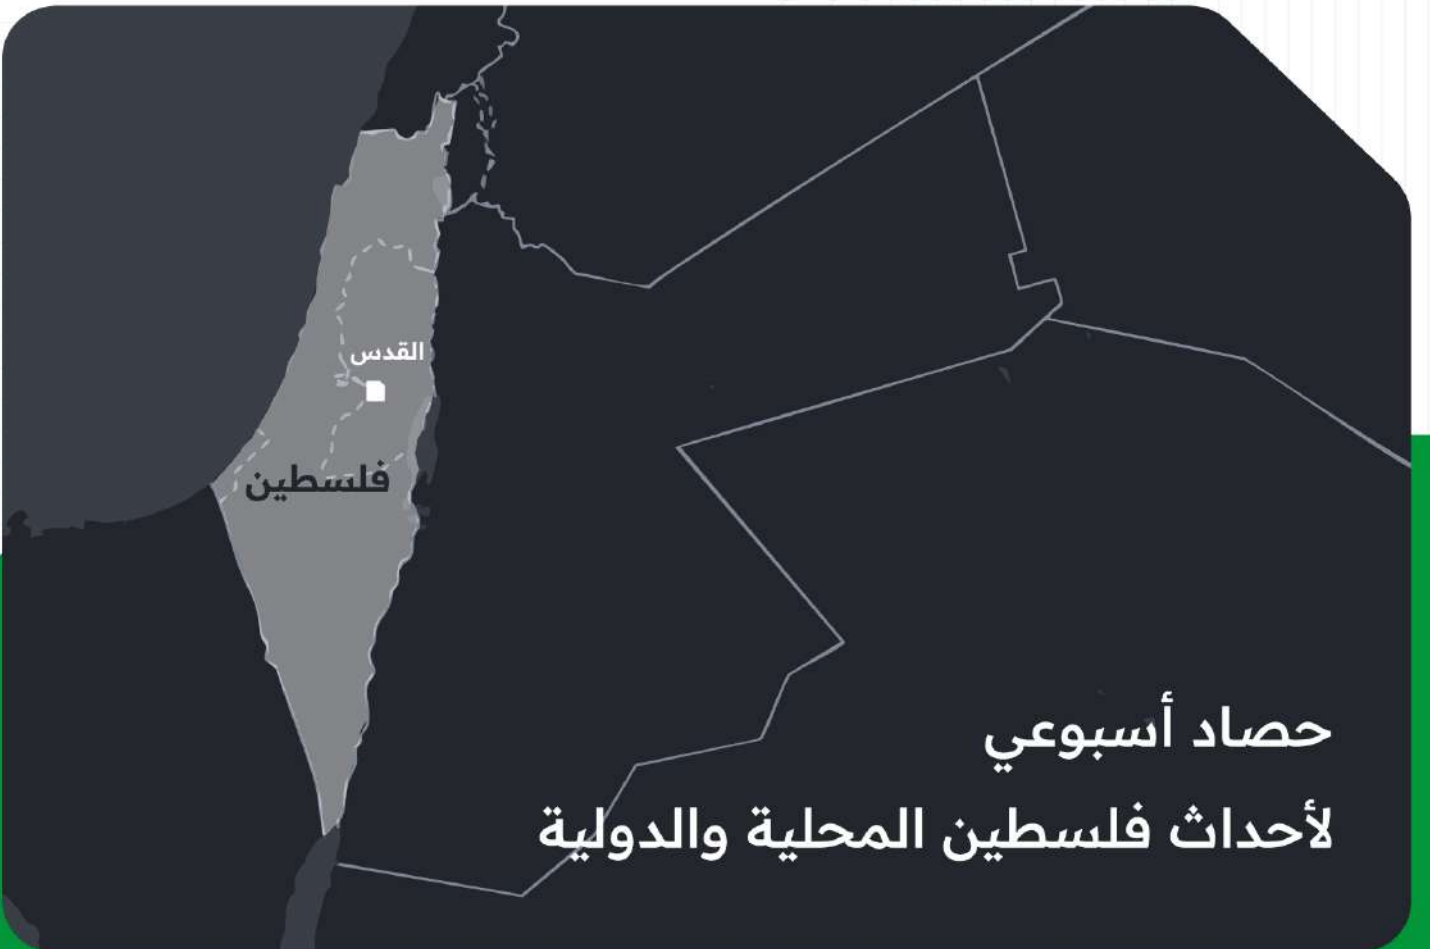 القدس
فلسطين
حصاد أسبوعي
لأحداث فلسطين المحلية والدولية